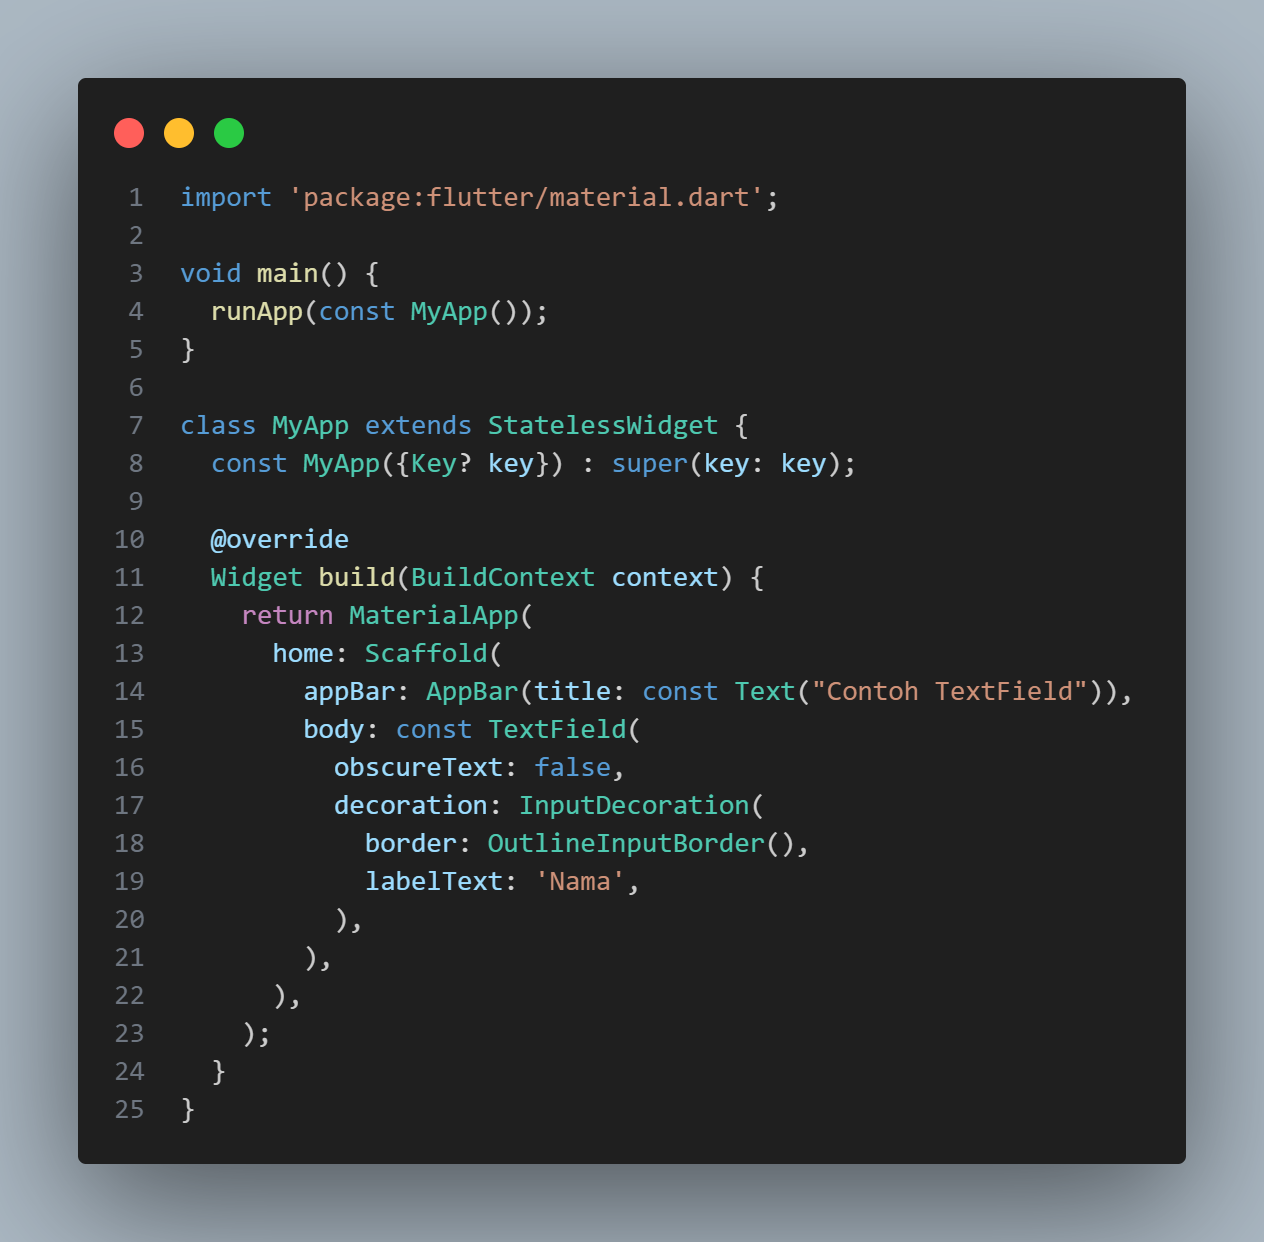 1 import 'package:flutter/material.dart';
2
3 void main() {
4   runApp(const MyApp());
5 }
6
7 class MyApp extends StatelessWidget {
8   const MyApp({Key? key}) : super(key: key);
9
10   @override
11   Widget build(BuildContext context) {
12     return MaterialApp(
13       home: Scaffold(
14         appBar: AppBar(title: const Text("Contoh TextField")),
15         body: const TextField(
16           obscureText: false,
17           decoration: InputDecoration(
18             border: OutlineInputBorder(),
19             labelText: 'Nama',
20           ),
21         ),
22       ),
23     );
24   }
25 }